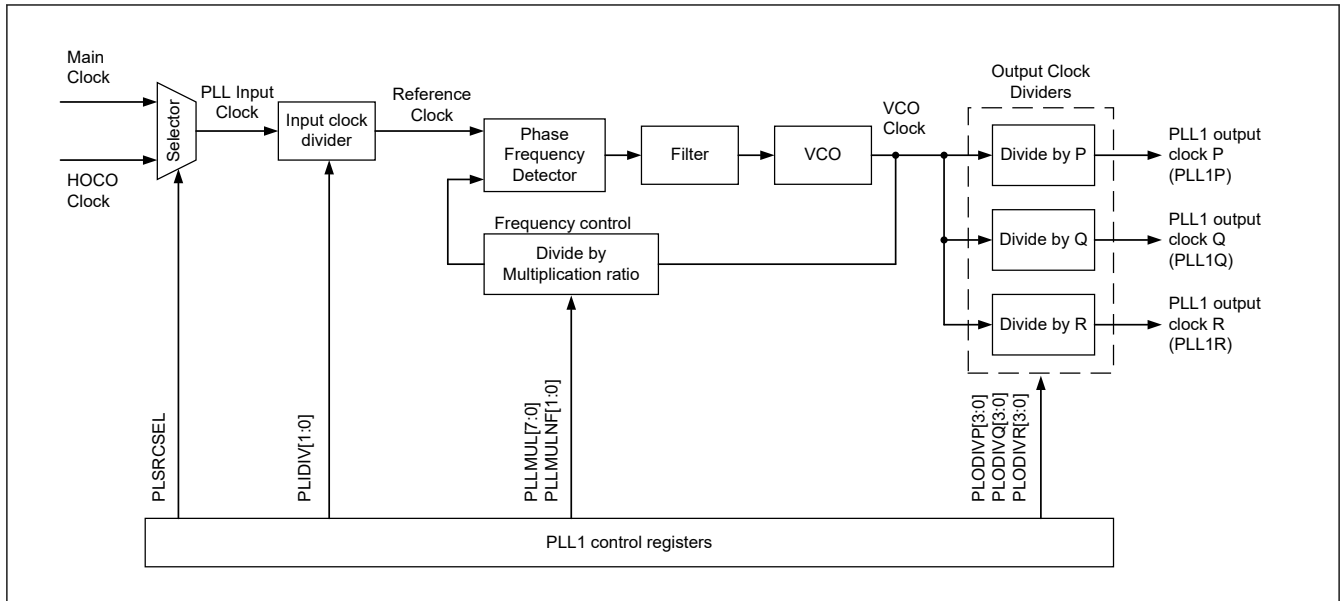 Main
Clock
HOCO
Clock
Selector
PLL Input
Clock
Input clock
divider
Reference
Clock
Phase
Frequency
Detector
Filter
VCO
VCO
Clock
Frequency control
Divide by
Multiplication ratio
Output Clock
Dividers
Divide by P
Divide by Q
Divide by R
PLL1 output
clock P
(PLL1P)
PLL1 output
clock Q
(PLL1Q)
PLL1 output
clock R
(PLL1R)
PLSRCSEL
PLIDIV[1:0]
PLLMUL[7:0]
PLLMULNF[1:0]
PLODIVP[3:0]
PLODIVQ[3:0]
PLODIVR[3:0]
PLL1 control registers